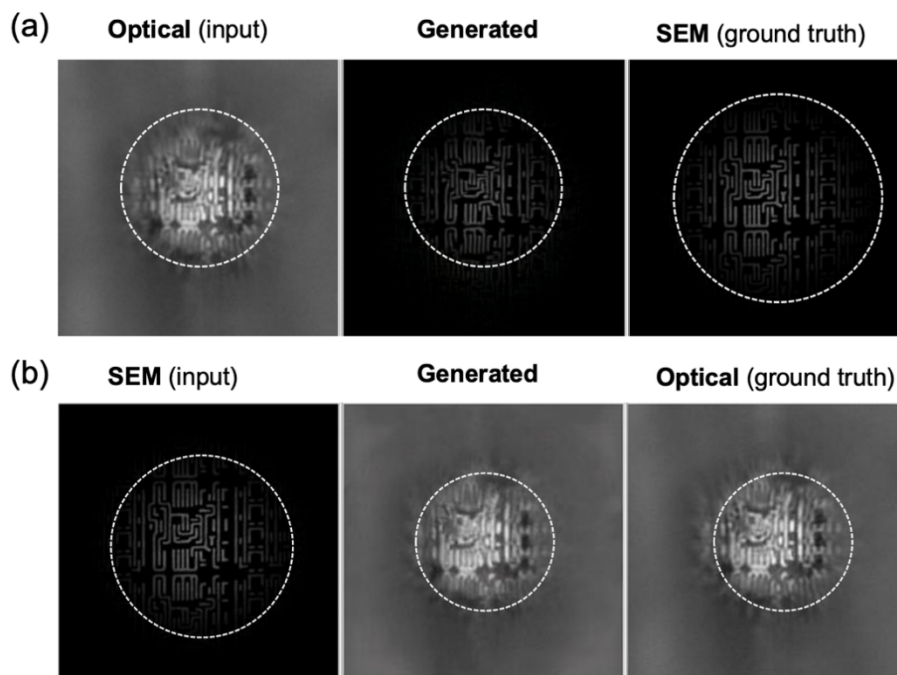 (a)
Optical (input) Generated SEM (ground truth)
(b)
SEM (input) Generated Optical (ground truth)